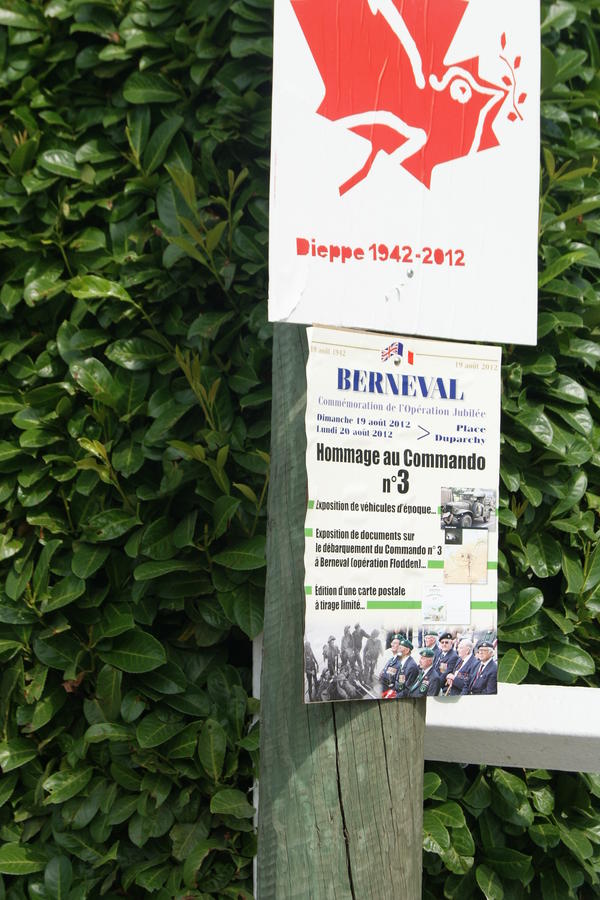 Dieppe 1942-2012
19 août 1942
19 août 2012
BERNEVAL
Commémoration de l'Opération Jubilée
Dimanche 19 août 2012
Lundi 20 août 2012
> Place
Duparchy
Hommage au Commando
n°3
Exposition de véhicules d'époque...
Exposition de documents sur
le débarquement du Commando n° 3
à Berneval (opération Flodden)...
Édition d'une carte postale
à tirage limité...